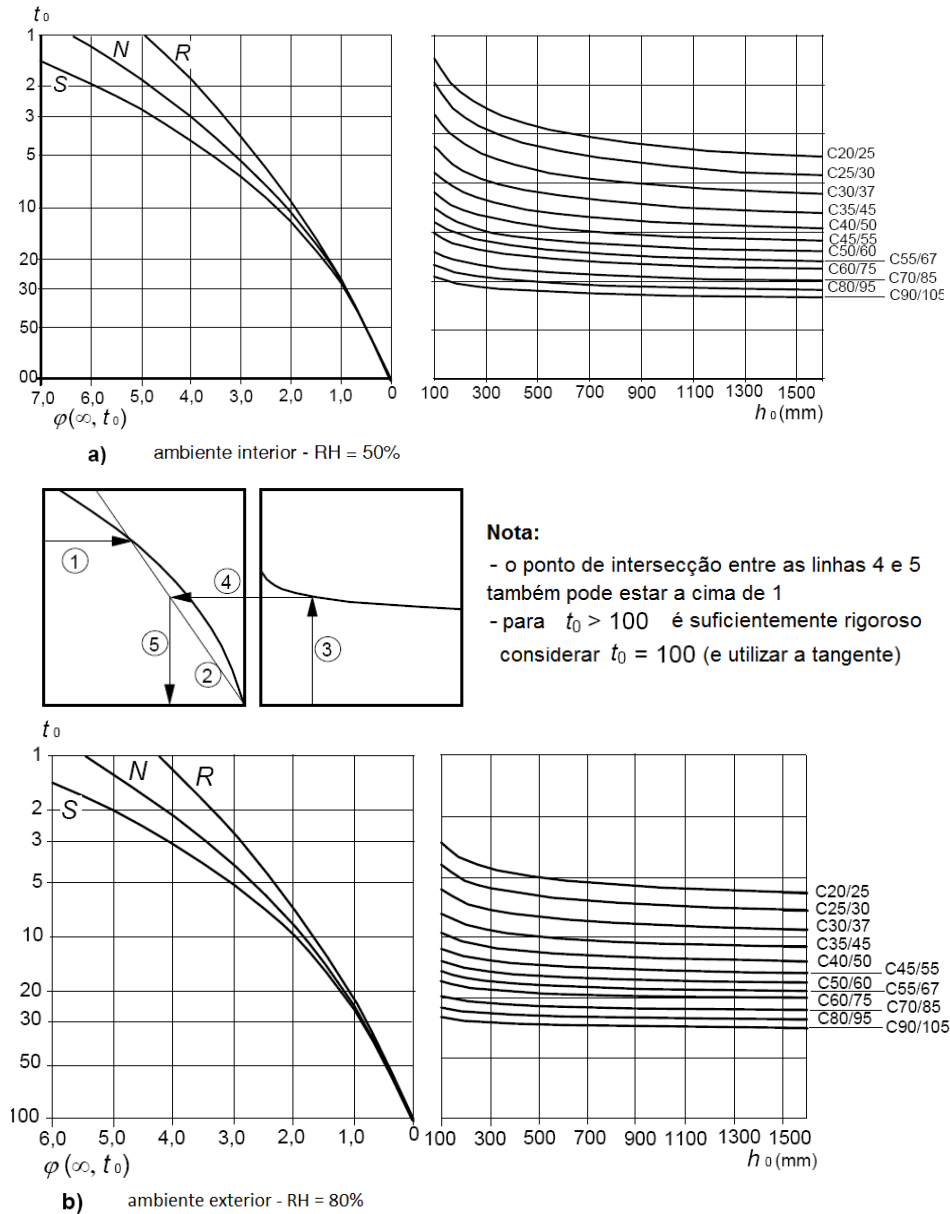 t₀
1
2
3
5
10
20
30
50
00
S
N
R
7,0 6,0 5,0 4,0 3,0 2,0 1,0 0
φ(∞, t₀)
C20/25
C25/30
C30/37
C35/45
C40/50
C45/55
C50/60
C55/67
C60/75
C70/85
C80/95
C90/105
100 300 500 700 900 1100 1300 1500
h₀ (mm)
a) ambiente interior - RH = 50%
1
2
3
4
5
Nota:
- o ponto de intersecção entre as linhas 4 e 5
também pode estar a cima de 1
- para t₀ > 100 é suficientemente rigoroso
considerar t₀ = 100 (e utilizar a tangente)
t₀
1
2
3
5
10
20
30
50
100
S
N
R
6,0 5,0 4,0 3,0 2,0 1,0 0
φ (∞, t₀)
C20/25
C25/30
C30/37
C35/45
C40/50
C45/55
C50/60
C55/67
C60/75
C70/85
C80/95
C90/105
100 300 500 700 900 1100 1300 1500
h₀ (mm)
b) ambiente exterior - RH = 80%